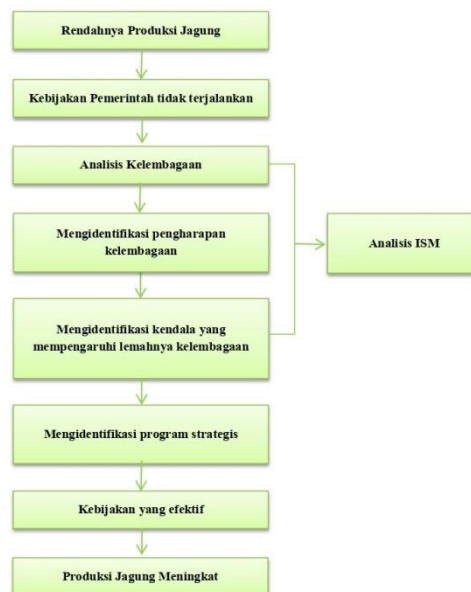 Rendahnya Produksi Jagung
Kebijakan Pemerintah tidak terjalankan
Analisis Kelembagaan
Mengidentifikasi pengharapan
kelembagaan
Analisis ISM
Mengidentifikasi kendala yang
mempengaruhi lemahnya kelembagaan
Mengidentifikasi program strategis
Kebijakan yang efektif
Produksi Jagung Meningkat